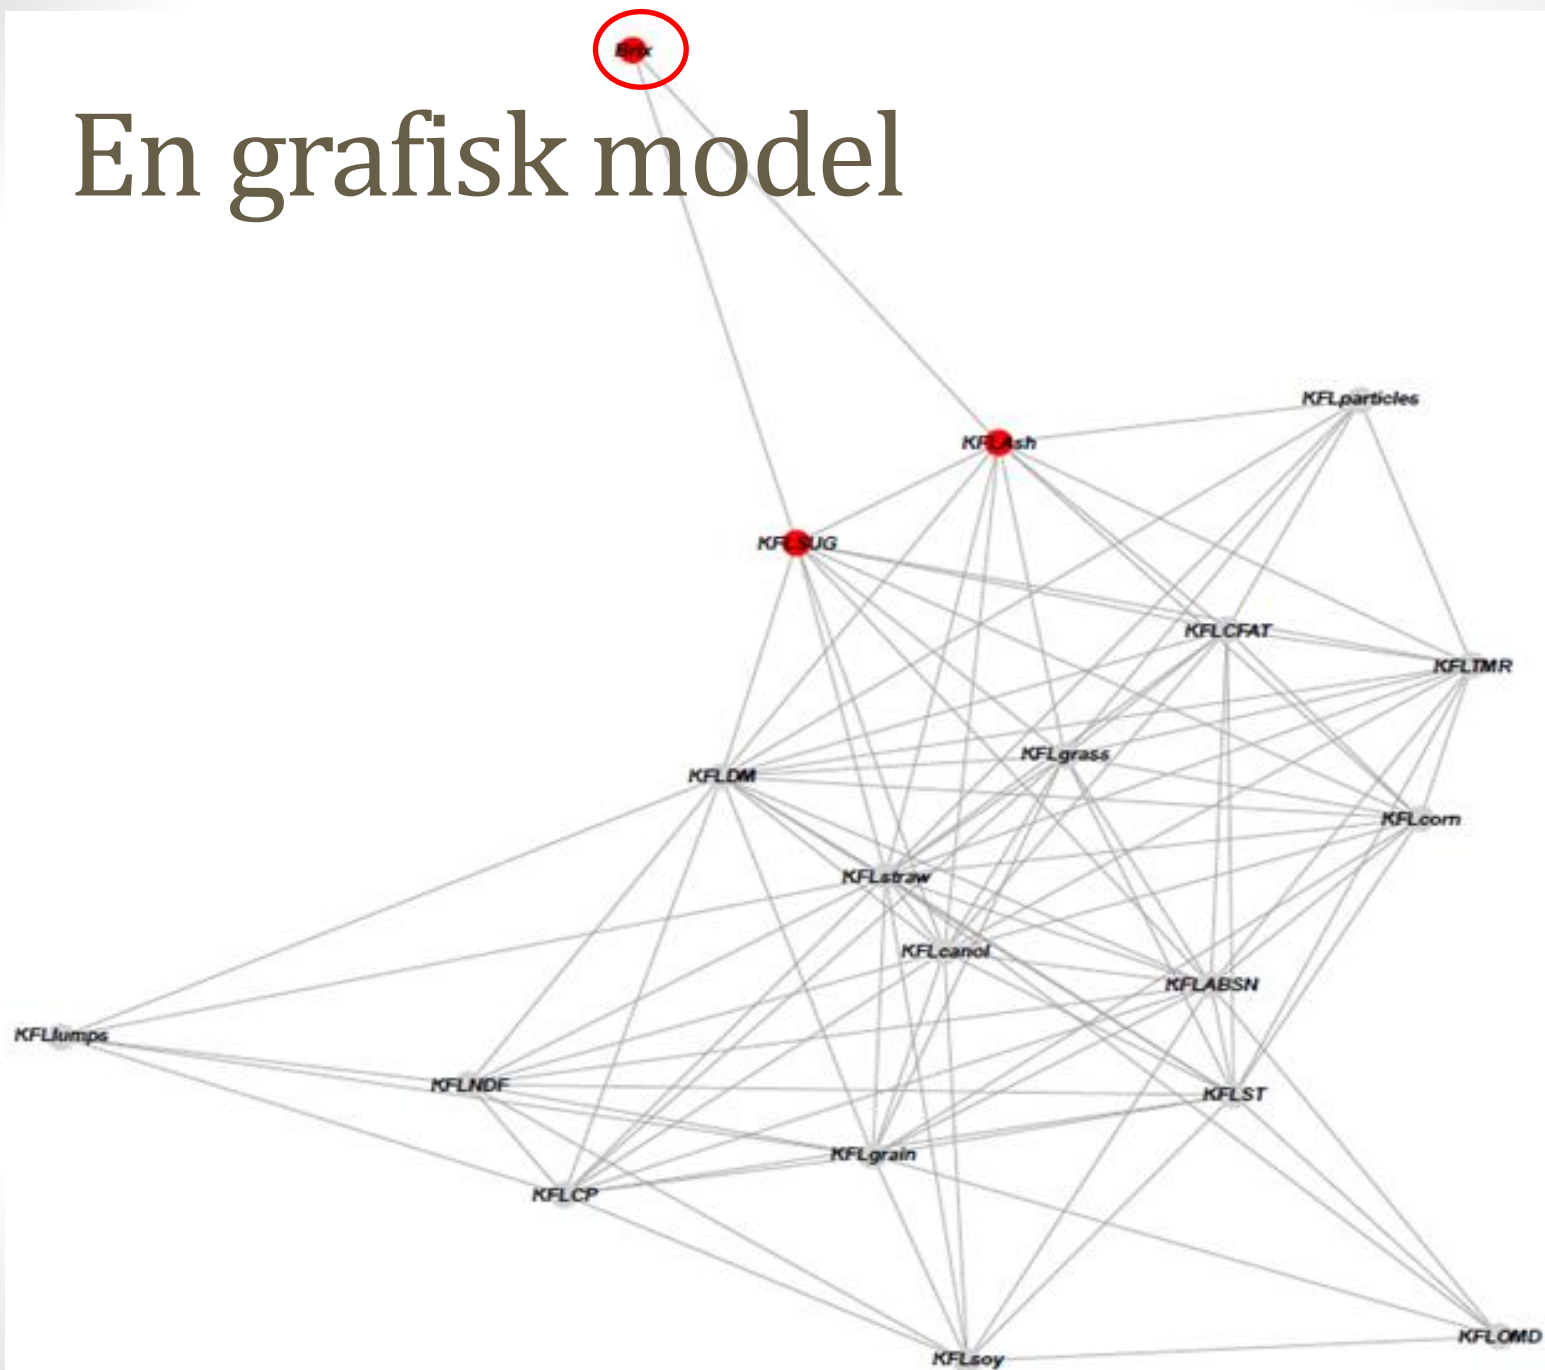 Brix
En grafisk model
KFLparticles
KFLAsh
KFLSUG
KFLCFAT
KFLTMR
KFLgrass
KFLDM
KFLcorn
KFLstraw
KFLcanol
KFLABSN
KFLlumps
KFLNDF
KFLST
KFLgrain
KFLCP
KFLOMD
KFLsoy